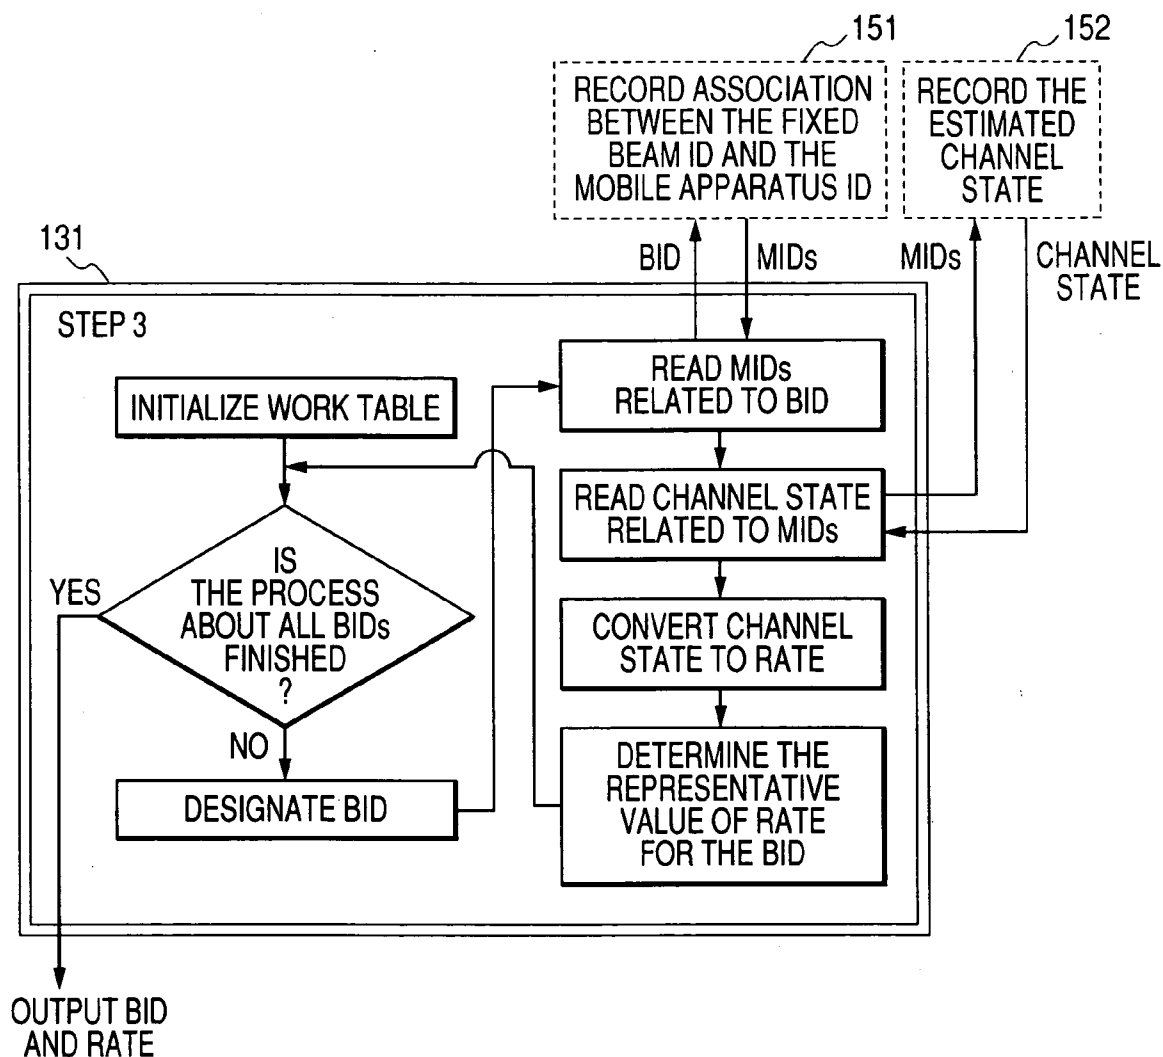 151
152
RECORD ASSOCIATION
BETWEEN THE FIXED
BEAM ID AND THE
MOBILE APPARATUS ID
RECORD THE
ESTIMATED
CHANNEL
STATE
131
BID
MIDs
MIDs
CHANNEL
STATE
STEP 3
INITIALIZE WORK TABLE
READ MIDs
RELATED TO BID
READ CHANNEL STATE
RELATED TO MIDs
YES
IS
THE PROCESS
ABOUT ALL BIDs
FINISHED
?
CONVERT CHANNEL
STATE TO RATE
NO
DESIGNATE BID
DETERMINE THE
REPRESENTATIVE
VALUE OF RATE
FOR THE BID
OUTPUT BID
AND RATE